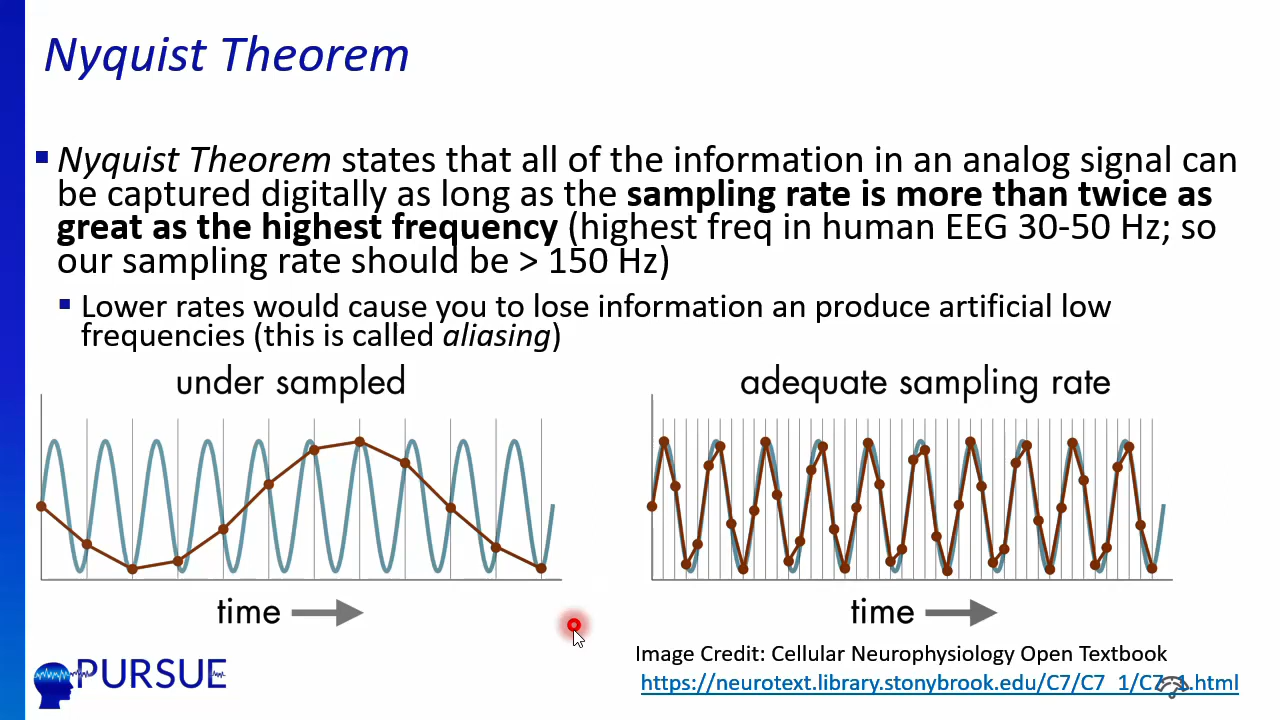 Nyquist Theorem
Nyquist Theorem states that all of the information in an analog signal can
be captured digitally as long as the sampling rate is more than twice as
great as the highest frequency (highest freq in human EEG 30-50 Hz; so
our sampling rate should be > 150 Hz)
Lower rates would cause you to lose information an produce artificial low
frequencies (this is called aliasing)
under sampled
adequate sampling rate
time
time
Image Credit: Cellular Neurophysiology Open Textbook
https://neurotext.library.stonybrook.edu/C7/C7_1/C7_1.html
PURSUE